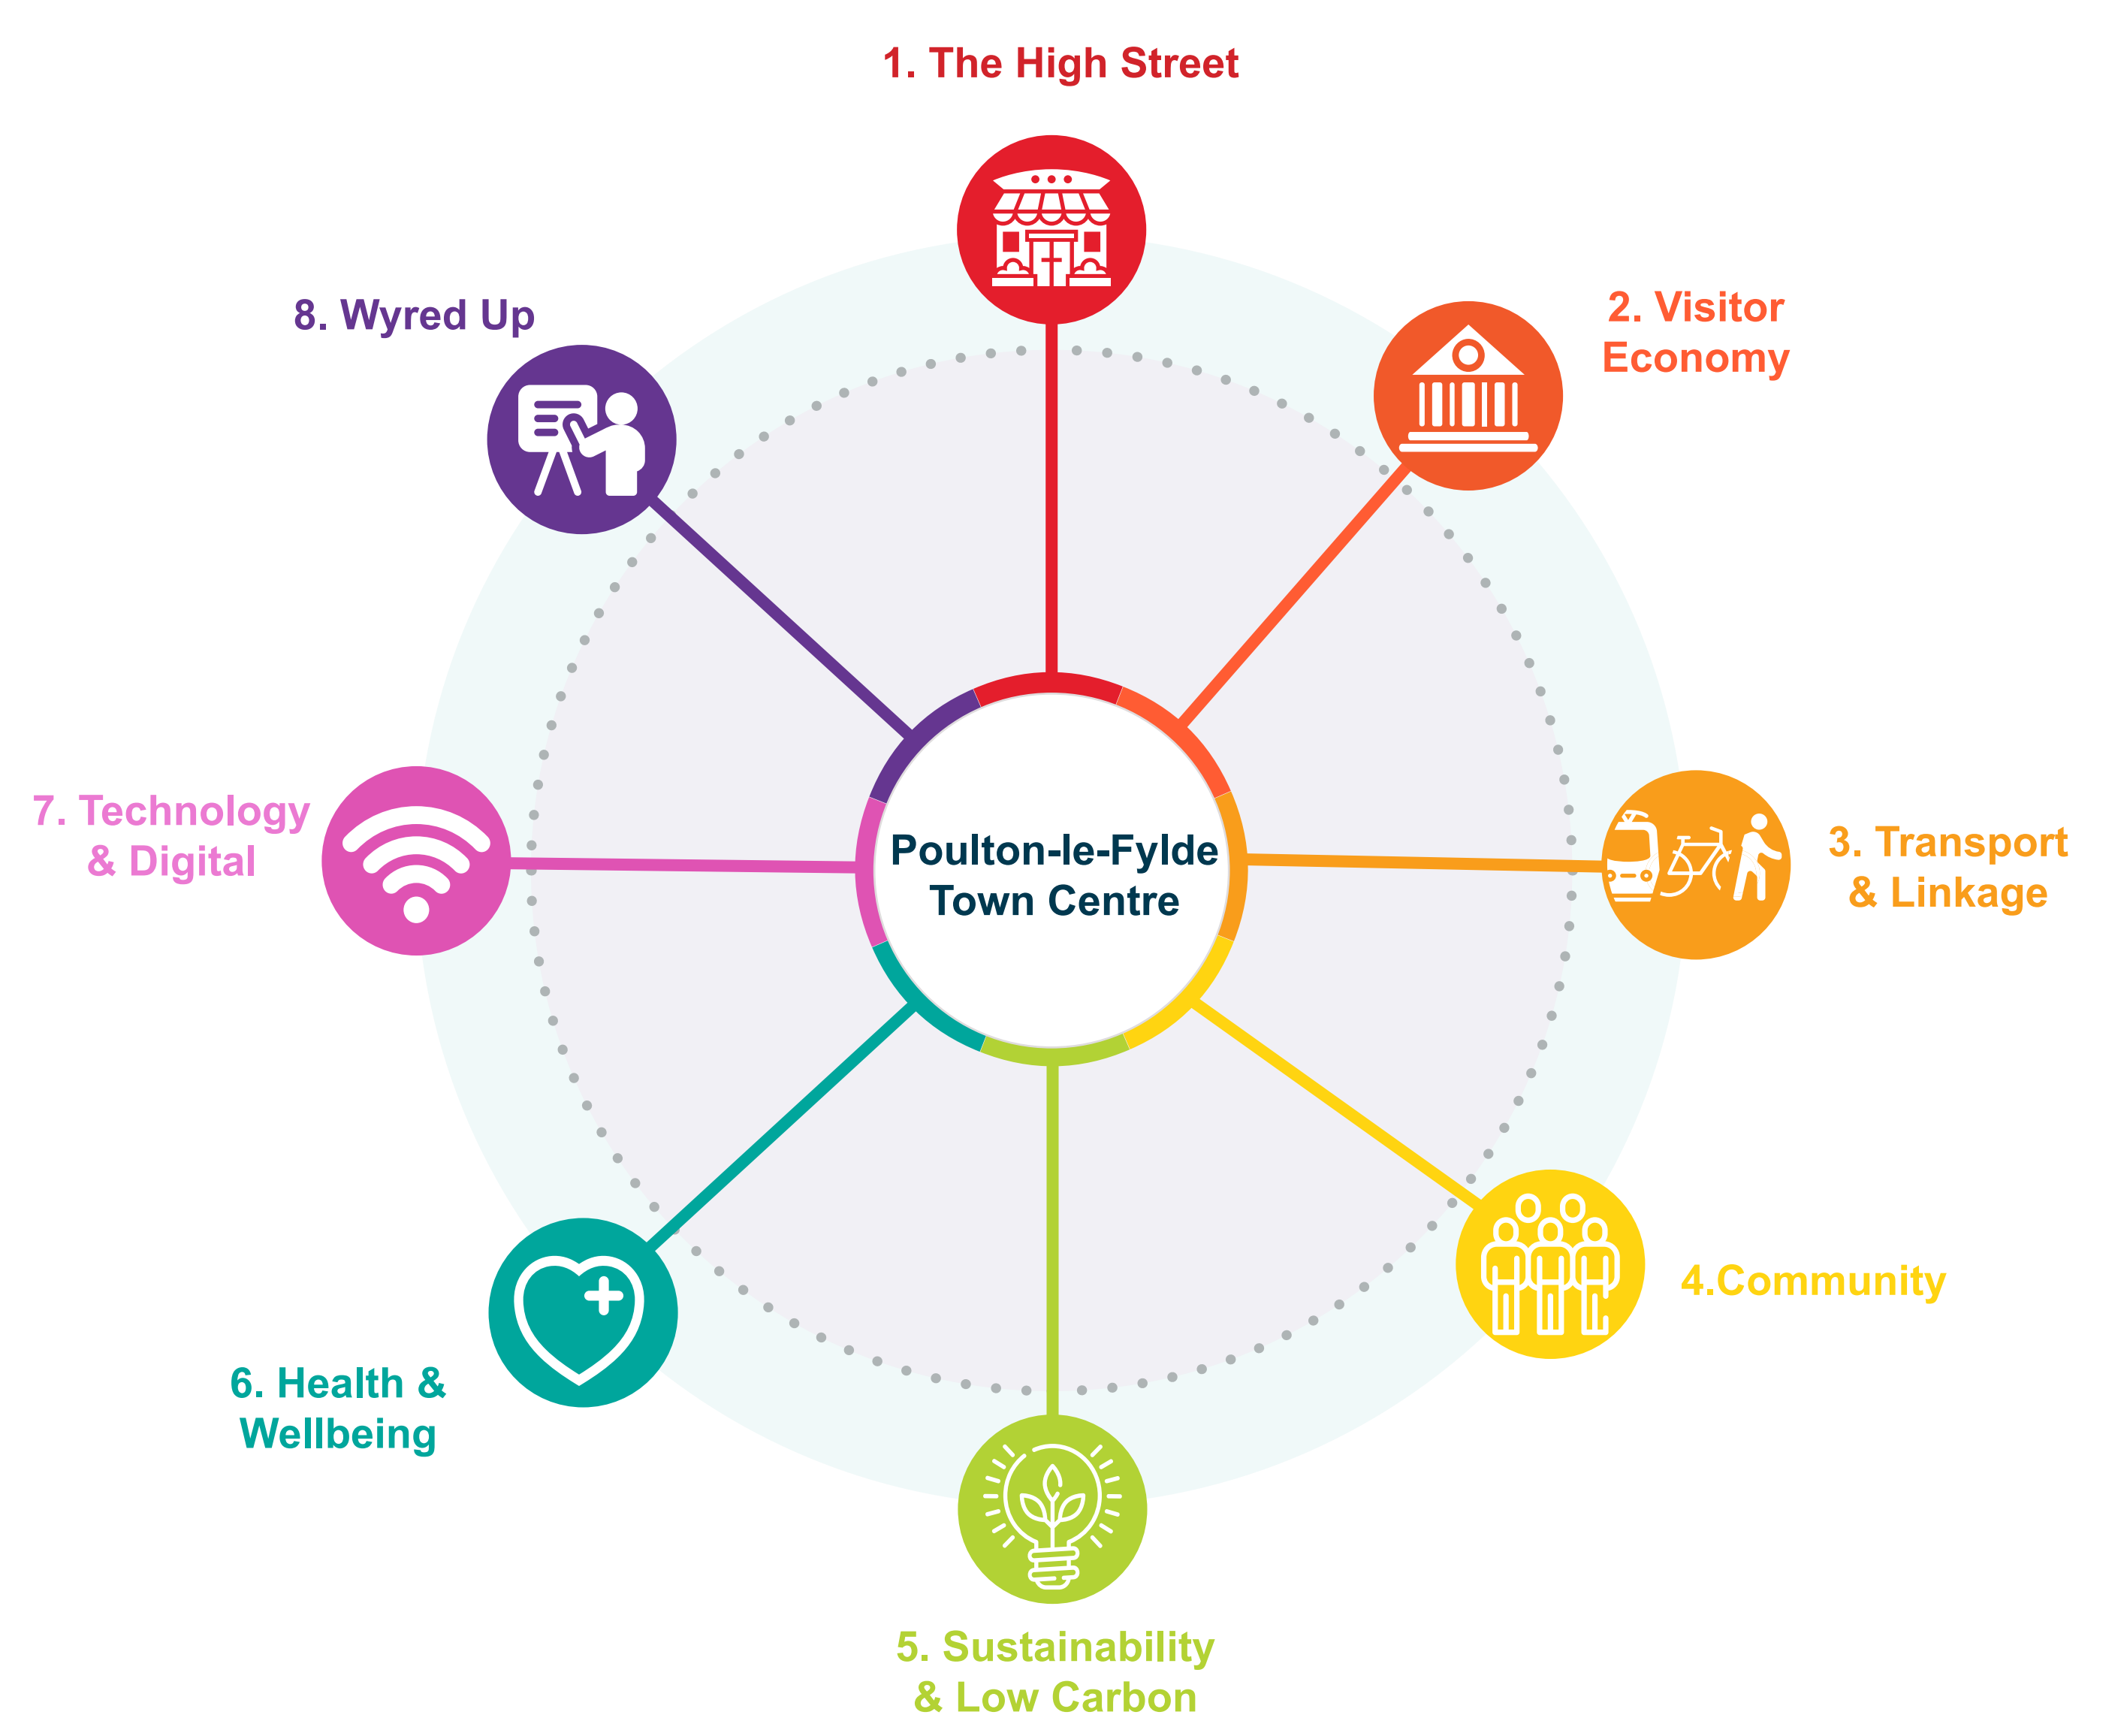 1. The High Street
2. Visitor
Economy
3. Transport
& Linkage
4.Community
5. Sustainability
& Low Carbon
6. Health &
Wellbeing
7. Technology
& Digital
8. Wyred Up
Poulton-le-Fylde
Town Centre